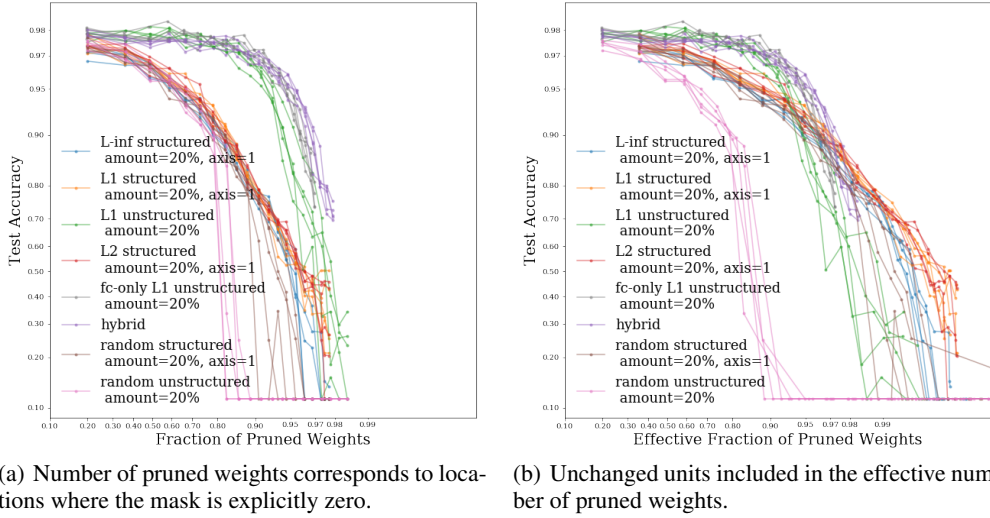 0.98
0.97
0.95
0.90
0.80
0.70
0.60
0.50
0.40
0.30
0.20
0.10
Test Accuracy
L-inf structured
amount=20%, axis=1
L1 structured
amount=20%, axis=1
L1 unstructured
amount=20%
L2 structured
amount=20%, axis=1
fc-only L1 unstructured
amount=20%
hybrid
random structured
amount=20%, axis=1
random unstructured
amount=20%
0.10 0.20 0.30 0.40 0.50 0.60 0.70 0.80 0.90 0.95 0.97 0.98 0.99
Fraction of Pruned Weights
(a) Number of pruned weights corresponds to loca-
tions where the mask is explicitly zero.
0.98
0.97
0.95
0.90
0.80
0.70
0.60
0.50
0.40
0.30
0.20
0.10
Test Accuracy
L-inf structured
amount=20%, axis=1
L1 structured
amount=20%, axis=1
L1 unstructured
amount=20%
L2 structured
amount=20%, axis=1
fc-only L1 unstructured
amount=20%
hybrid
random structured
amount=20%, axis=1
random unstructured
amount=20%
0.10 0.20 0.30 0.40 0.50 0.60 0.70 0.80 0.90 0.95 0.97 0.98 0.99
Effective Fraction of Pruned Weights
(b) Unchanged units included in the effective num
ber of pruned weights.